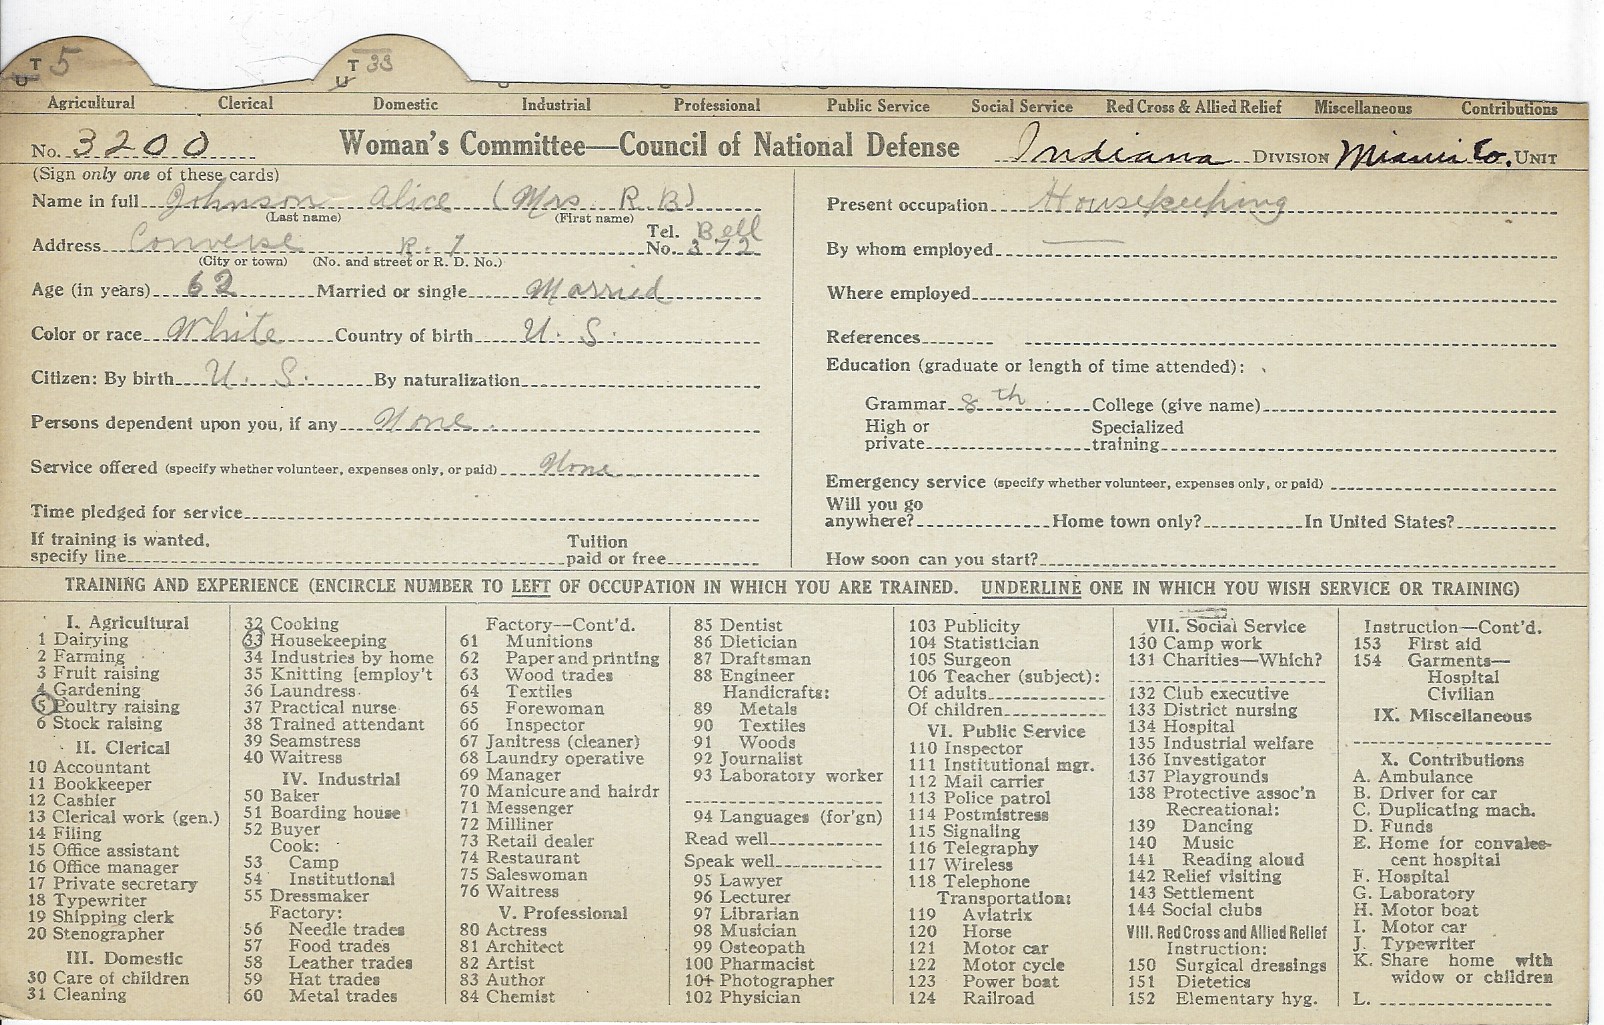 T 5 T 33
U U
Agricultural Clerical Domestic Industrial Professional Public Service Social Service Red Cross & Allied Relief Miscellaneous Contributions
No. 3200 Woman's Committee—Council of National Defense Indiana DIVISION Miami Co. UNIT
(Sign only one of these cards)
Name in full Johnson Alice (Mrs R. B)
(Last name) (First name)
Address Converse R. 7 Tel. No. Bell 372
(City or town) (No. and street or R. D. No.)
Age (in years) 62 Married or single Married
Color or race White Country of birth U. S.
Citizen: By birth U. S. By naturalization
Persons dependent upon you, if any None
Service offered (specify whether volunteer, expenses only, or paid) None
Time pledged for service
If training is wanted, specify line Tuition paid or free
Present occupation Housekeeping
By whom employed
Where employed
References
Education (graduate or length of time attended):
Grammar 8th College (give name)
High or private Specialized training
Emergency service (specify whether volunteer, expenses only, or paid)
Will you go anywhere? Home town only? In United States?
How soon can you start?
TRAINING AND EXPERIENCE (ENCIRCLE NUMBER TO LEFT OF OCCUPATION IN WHICH YOU ARE TRAINED. UNDERLINE ONE IN WHICH YOU WISH SERVICE OR TRAINING)
I. Agricultural
1 Dairying
2 Farming
3 Fruit raising
4 Gardening
5 Poultry raising
6 Stock raising
II. Clerical
10 Accountant
11 Bookkeeper
12 Cashier
13 Clerical work (gen.)
14 Filing
15 Office assistant
16 Office manager
17 Private secretary
18 Typewriter
19 Shipping clerk
20 Stenographer
III. Domestic
30 Care of children
31 Cleaning
32 Cooking
33 Housekeeping
34 Industries by home
35 Knitting [employ't
36 Laundress
37 Practical nurse
38 Trained attendant
39 Seamstress
40 Waitress
IV. Industrial
50 Baker
51 Boarding house
52 Buyer
Cook:
53 Camp
54 Institutional
55 Dressmaker
Factory:
56 Needle trades
57 Food trades
58 Leather trades
59 Hat trades
60 Metal trades
Factory—Cont'd.
61 Munitions
62 Paper and printing
63 Wood trades
64 Textiles
65 Forewoman
66 Inspector
67 Janitress (cleaner)
68 Laundry operative
69 Manager
70 Manicure and hairdr
71 Messenger
72 Milliner
73 Retail dealer
74 Restaurant
75 Saleswoman
76 Waitress
V. Professional
80 Actress
81 Architect
82 Artist
83 Author
84 Chemist
85 Dentist
86 Dietician
87 Draftsman
88 Engineer
Handicrafts:
89 Metals
90 Textiles
91 Woods
92 Journalist
93 Laboratory worker
94 Languages (for'gn)
Read well
Speak well
95 Lawyer
96 Lecturer
97 Librarian
98 Musician
99 Osteopath
100 Pharmacist
101 Photographer
102 Physician
103 Publicity
104 Statistician
105 Surgeon
106 Teacher (subject):
Of adults
Of children
VI. Public Service
110 Inspector
111 Institutional mgr.
112 Mail carrier
113 Police patrol
114 Postmistress
115 Signaling
116 Telegraphy
117 Wireless
118 Telephone
Transportation:
119 Aviatrix
120 Horse
121 Motor car
122 Motor cycle
123 Power boat
124 Railroad
VII. Social Service
130 Camp work
131 Charities—Which?
132 Club executive
133 District nursing
134 Hospital
135 Industrial welfare
136 Investigator
137 Playgrounds
138 Protective assoc'n
Recreational:
139 Dancing
140 Music
141 Reading aloud
142 Relief visiting
143 Settlement
144 Social clubs
VIII. Red Cross and Allied Relief
Instruction:
150 Surgical dressings
151 Dietetics
152 Elementary hyg.
Instruction—Cont'd.
153 First aid
154 Garments—
Hospital
Civilian
IX. Miscellaneous
X. Contributions
A. Ambulance
B. Driver for car
C. Duplicating mach.
D. Funds
E. Home for convales-
cent hospital
F. Hospital
G. Laboratory
H. Motor boat
I. Motor car
J. Typewriter
K. Share home with
widow or children
L.